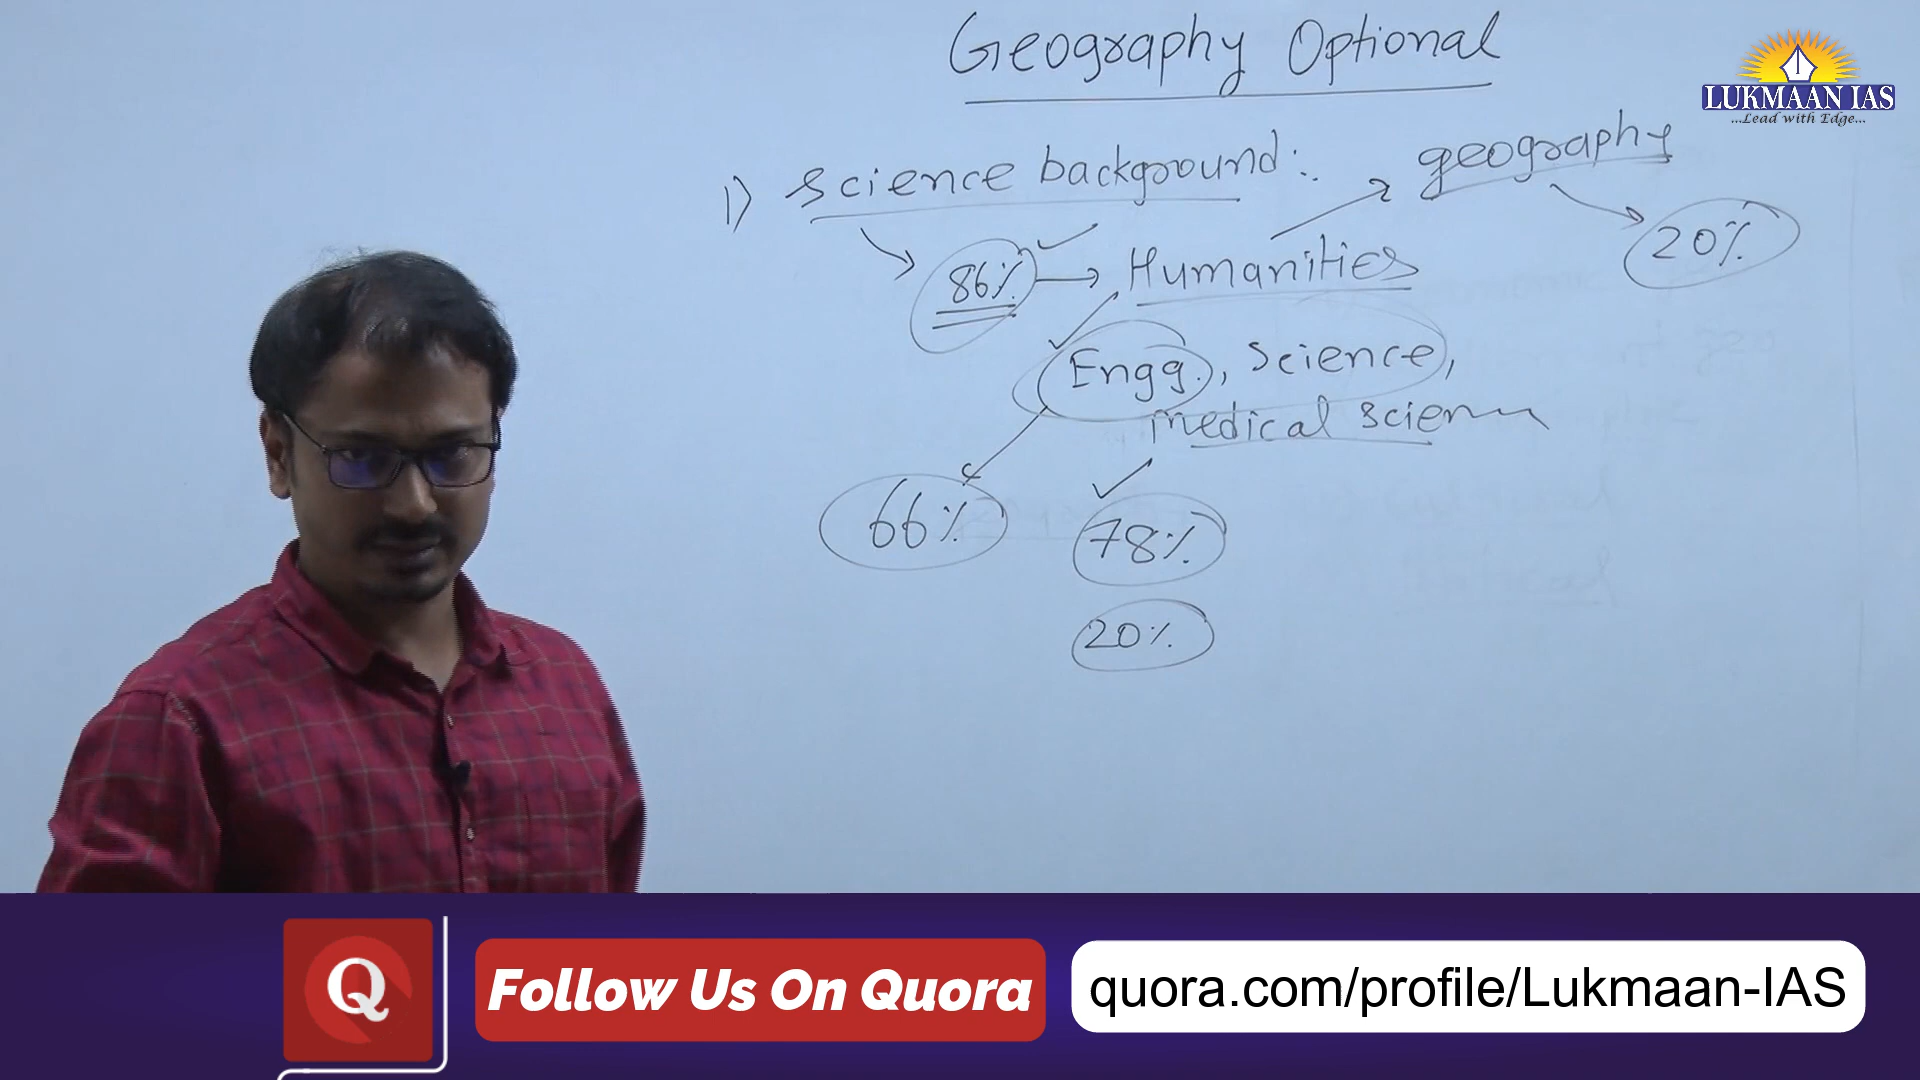 Geography Optional
LUKMAAN IAS
...Lead with Edge...
1) Science background:.
geography
20%
86%
Humanities
Engg., Science,
medical scien
66%
78%
20%
Q
Follow Us On Quora
quora.com/profile/Lukmaan-IAS